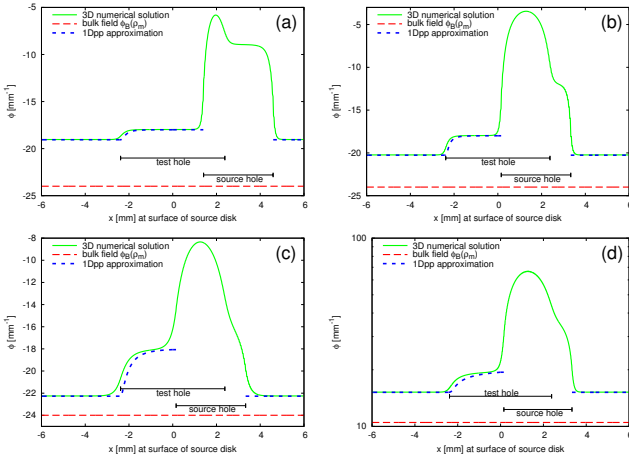 -5
-10
-15
-20
-25
-6
-4
-2
0
2
4
6
ϕ [mm⁻¹]
x [mm] at surface of source disk
(a)
3D numerical solution
bulk field ϕB(ρm)
1Dpp approximation
test hole
source hole
-5
-10
-15
-20
-25
-6
-4
-2
0
2
4
6
ϕ [mm⁻¹]
x [mm] at surface of source disk
(b)
3D numerical solution
bulk field ϕB(ρm)
1Dpp approximation
test hole
source hole
-8
-10
-12
-14
-16
-18
-20
-22
-24
-6
-4
-2
0
2
4
6
ϕ [mm⁻¹]
x [mm] at surface of source disk
(c)
3D numerical solution
bulk field ϕB(ρm)
1Dpp approximation
test hole
source hole
100
10
-6
-4
-2
0
2
4
6
ϕ [mm⁻¹]
x [mm] at surface of source disk
(d)
3D numerical solution
bulk field ϕB(ρm)
1Dpp approximation
test hole
source hole